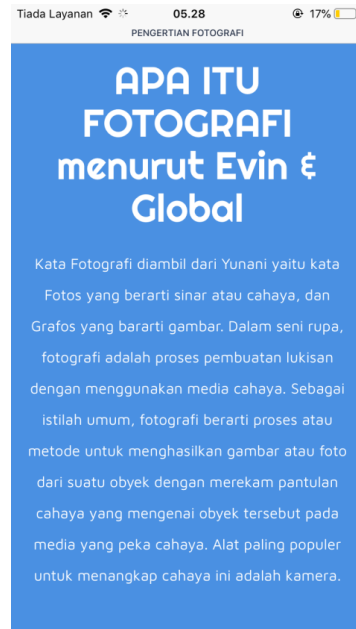 Tiada Layanan 05.28 17%
PENGERTIAN FOTOGRAFI
APA ITU
FOTOGRAFI
menurut Evin &
Global
Kata Fotografi diambil dari Yunani yaitu kata
Fotos yang berarti sinar atau cahaya, dan
Grafos yang bararti gambar. Dalam seni rupa,
fotografi adalah proses pembuatan lukisan
dengan menggunakan media cahaya. Sebagai
istilah umum, fotografi berarti proses atau
metode untuk menghasilkan gambar atau foto
dari suatu obyek dengan merekam pantulan
cahaya yang mengenai obyek tersebut pada
media yang peka cahaya. Alat paling populer
untuk menangkap cahaya ini adalah kamera.